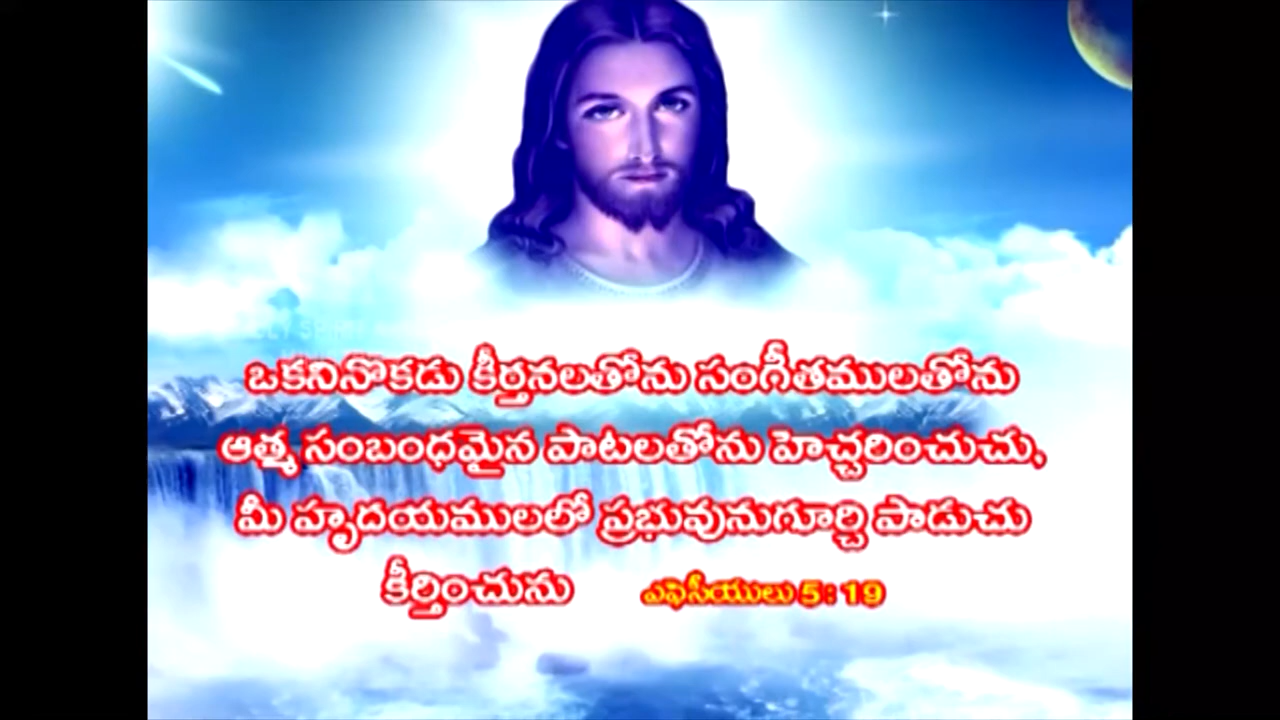 ఒకనినొకడు కీర్తనలతోను సంగీతములతోను
ఆత్మ సంబంధమైన పాటలతోను హెచ్చరించుచు,
మీ హృదయములలో ప్రభువునుగూర్చి పాడుచు
కీర్తించును ఎఫెసీయులు 5 : 19